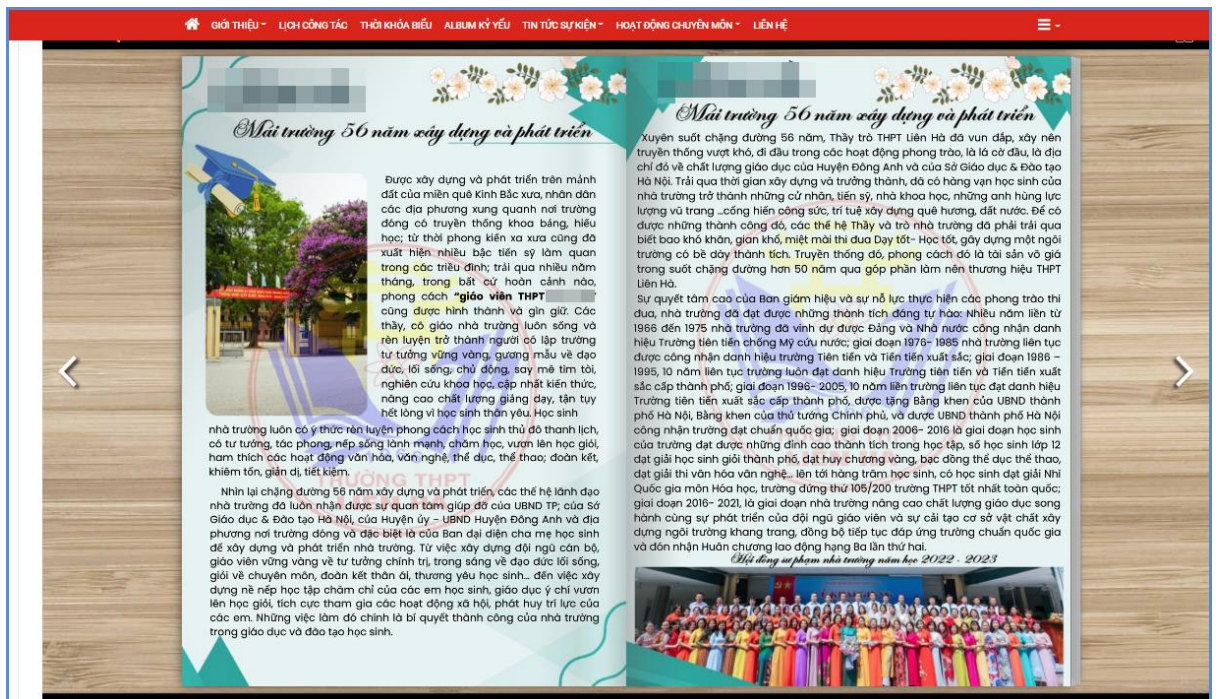 GIỚI THIỆU LỊCH CÔNG TÁC THỜI KHÓA BIỂU ALBUM KỶ YẾU TIN TỨC SỰ KIỆN HOẠT ĐỘNG CHUYÊN MÔN LIÊN HỆ
Mái trường 56 năm xây dựng và phát triển
Được xây dựng và phát triển trên mảnh
đất của miền quê Kinh Bắc xưa, nhân dân
các địa phương xung quanh nơi trường
đóng có truyền thống khoa bảng, hiếu
học; từ thời phong kiến xa xưa cũng đã
xuất hiện nhiều bậc tiến sỹ làm quan
trong các triều đình; trải qua nhiều năm
tháng, trong bất cứ hoàn cảnh nào,
phong cách "giáo viên THPT
cũng được hình thành và gìn giữ. Các
thầy, cô giáo nhà trường luôn sống và
rèn luyện trở thành người có lập trường
tư tưởng vững vàng, gương mẫu về đạo
đức, lối sống, chủ động, say mê tìm tòi,
nghiên cứu khoa học, cập nhật kiến thức,
nâng cao chất lượng giảng dạy, tận tụy
hết lòng vì học sinh thân yêu. Học sinh
nhà trường luôn có ý thức rèn luyện phong cách học sinh thủ đô thanh lịch,
có tư tưởng, tác phong, nếp sống lành mạnh, chăm học, vươn lên học giỏi,
ham thích các hoạt động văn hóa, văn nghệ, thể dục, thể thao; đoàn kết,
khiêm tốn, giản dị, tiết kiệm.
TRƯỜNG THPT
Nhìn lại chặng đường 56 năm xây dựng và phát triển, các thế hệ lãnh đạo
nhà trường đã luôn nhận được sự quan tâm giúp đỡ của UBND TP; của Sở
Giáo dục & Đào tạo Hà Nội, của Huyện ủy – UBND Huyện Đông Anh và địa
phương nơi trường đóng và đặc biệt là của Ban đại diện cha mẹ học sinh
để xây dựng và phát triển nhà trường. Từ việc xây dựng đội ngũ cán bộ,
giáo viên vững vàng về tư tưởng chính trị, trong sáng về đạo đức lối sống,
giỏi về chuyên môn, đoàn kết thân ái, thương yêu học sinh... đến việc xây
dựng nề nếp học tập chăm chỉ của các em học sinh, giáo dục ý chí vươn
lên học giỏi, tích cực tham gia các hoạt động xã hội, phát huy trí lực của
các em. Những việc làm đó chính là bí quyết thành công của nhà trường
trong giáo dục và đào tạo học sinh.
Mái trường 56 năm xây dựng và phát triển
Xuyên suốt chặng đường 56 năm, Thầy trò THPT Liên Hà đã vun đắp, xây nên
truyền thống vượt khó, đi đầu trong các hoạt động phong trào, là lá cờ đầu, là địa
chỉ đỏ về chất lượng giáo dục của Huyện Đông Anh và của Sở Giáo dục & Đào tạo
Hà Nội. Trải qua thời gian xây dựng và trưởng thành, đã có hàng vạn học sinh của
nhà trường trở thành những cử nhân, tiến sỹ, nhà khoa học, những anh hùng lực
lượng vũ trang ...cống hiến công sức, trí tuệ xây dựng quê hương, đất nước. Để có
được những thành công đó, các thế hệ Thầy và trò nhà trường đã phải trải qua
biết bao khó khăn, gian khổ, miệt mài thi đua Dạy tốt- Học tốt, gây dựng một ngôi
trường có bề dày thành tích. Truyền thống đó, phong cách đó là tài sản vô giá
trong suốt chặng đường hơn 50 năm qua góp phần làm nên thương hiệu THPT
Liên Hà.
Sự quyết tâm cao của Ban giám hiệu và sự nỗ lực thực hiện các phong trào thi
đua, nhà trường đã đạt được những thành tích đáng tự hào: Nhiều năm liền từ
1966 đến 1975 nhà trường đã vinh dự được Đảng và Nhà nước công nhận danh
hiệu Trường tiên tiến chống Mỹ cứu nước; giai đoạn 1976- 1985 nhà trường liên tục
được công nhận danh hiệu trường Tiên tiến và Tiến tiến xuất sắc; giai đoạn 1986 –
1995, 10 năm liên tục trường luôn đạt danh hiệu Trường tiên tiến và Tiến tiến xuất
sắc cấp thành phố; giai đoạn 1996- 2005, 10 năm liền trường liên tục đạt danh hiệu
Trường tiên tiến xuất sắc cấp thành phố, được tặng Bằng khen của UBND thành
phố Hà Nội, Bằng khen của thủ tướng Chính phủ, và được UBND thành phố Hà Nội
công nhận trường đạt chuẩn quốc gia; giai đoạn 2006- 2016 là giai đoạn học sinh
của trường đạt được những đỉnh cao thành tích trong học tập, số học sinh lớp 12
đạt giải học sinh giỏi thành phố, đạt huy chương vàng, bạc đồng thể dục thể thao,
đạt giải thi văn hóa văn nghệ... lên tới hàng trăm học sinh, có học sinh đạt giải Nhì
Quốc gia môn Hóa học, trường đứng thứ 105/200 trường THPT tốt nhất toàn quốc;
giai đoạn 2016- 2021, là giai đoạn nhà trường nâng cao chất lượng giáo dục song
hành cùng sự phát triển của đội ngũ giáo viên và sự cải tạo cơ sở vật chất xây
dựng ngôi trường khang trang, đồng bộ tiếp tục đáp ứng trường chuẩn quốc gia
và đón nhận Huân chương lao động hạng Ba lần thứ hai.
Hội đồng sư phạm nhà trường năm học 2022 - 2023